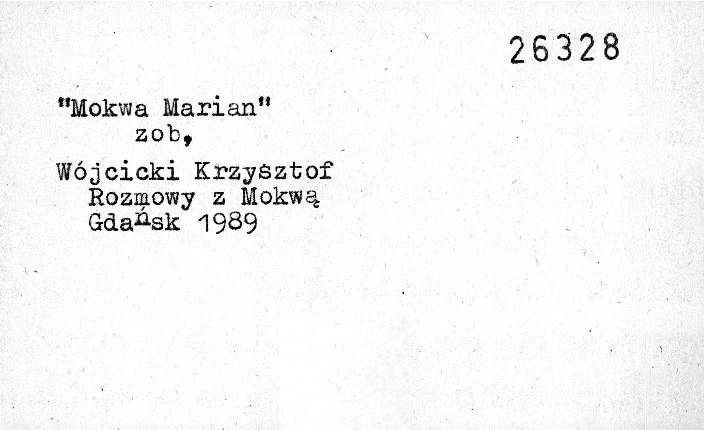 26328
"Mokwa Marian"
zob,
Wójcicki Krzysztof
Rozmowy z Mokwą
Gdańsk 1989